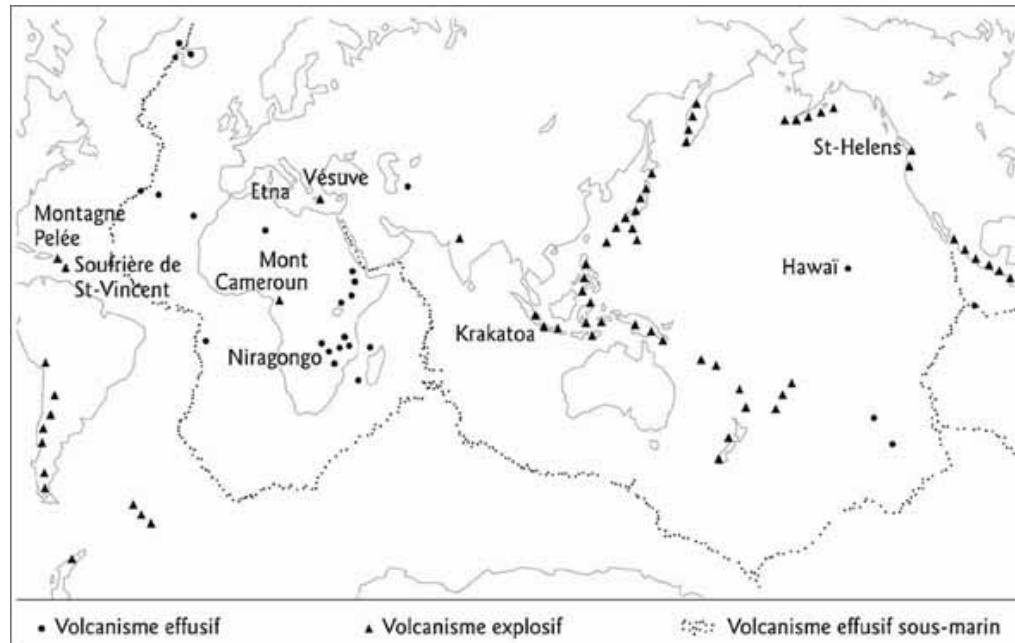 St-Helens
Vésuve
Etna
Montagne
Pelée
Mont
Cameroun
Soufrière de
St-Vincent
Hawaï
Krakatoa
Niragongo
Volcanisme effusif
Volcanisme explosif
Volcanisme effusif sous-marin